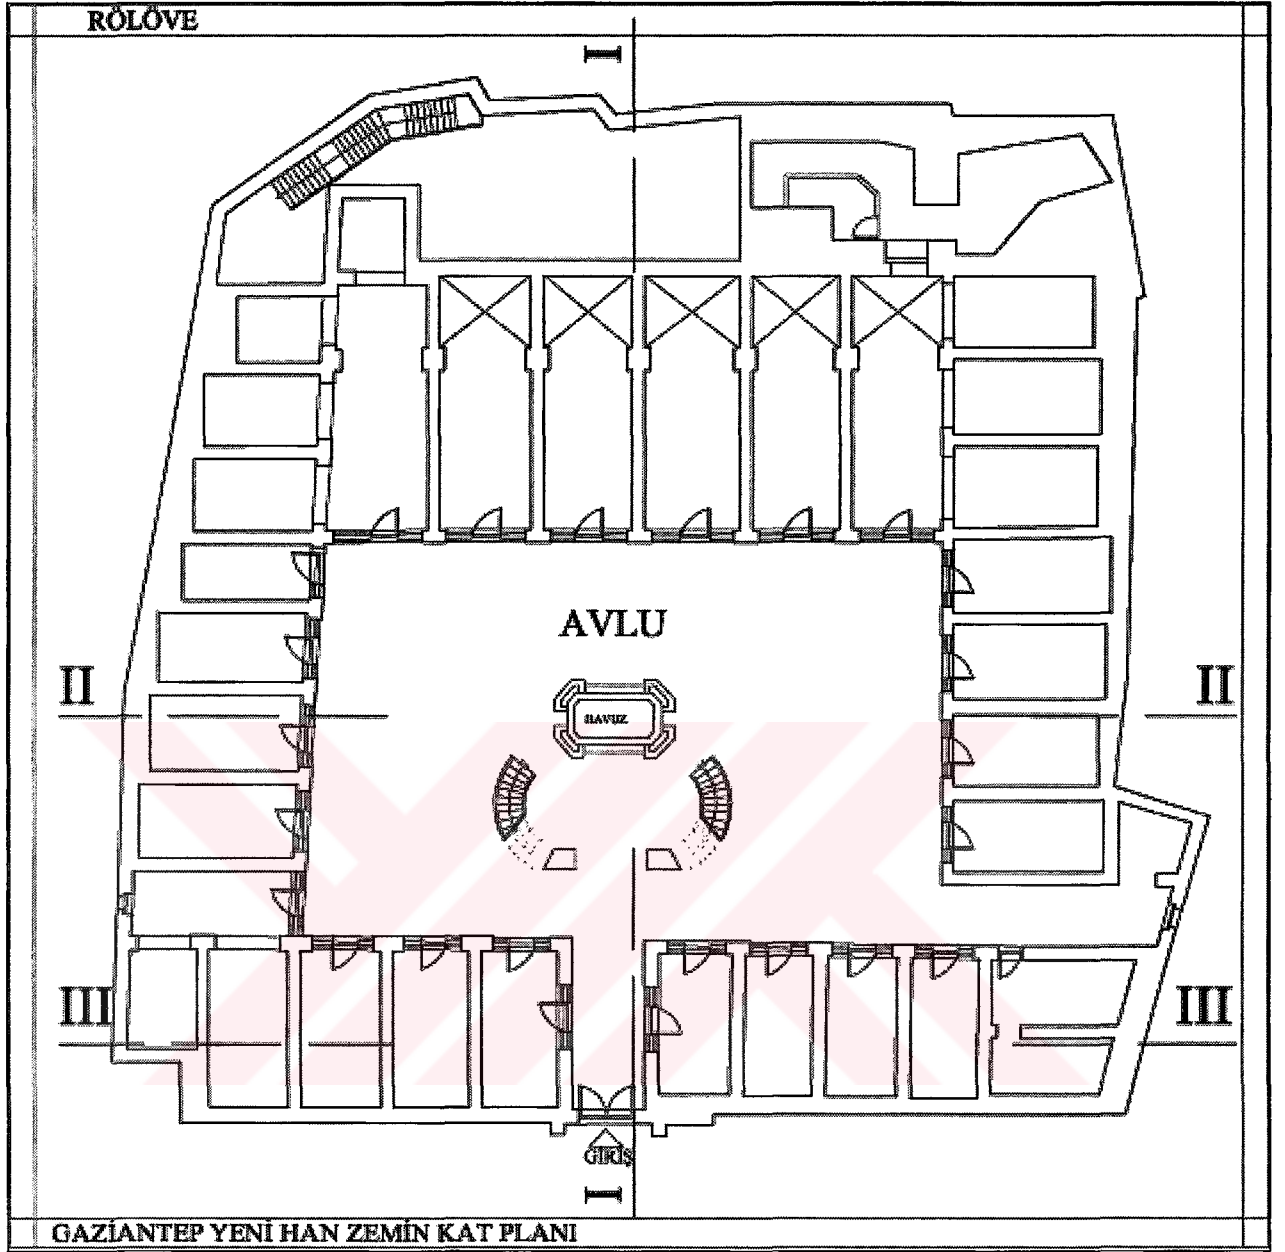 RÖLÖVE
I
AVLU
II
II
HAVUZ
III
III
GİRİŞ
I
GAZİANTEP YENİ HAN ZEMİN KAT PLANI